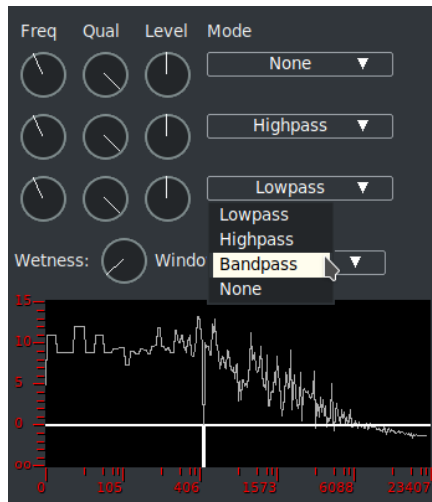 Freq Qual Level Mode
None
Highpass
Lowpass
Lowpass
Highpass
Wetness: Windo
Bandpass
None
15
10
5
0
oo
0 105 406 1573 6088 23407